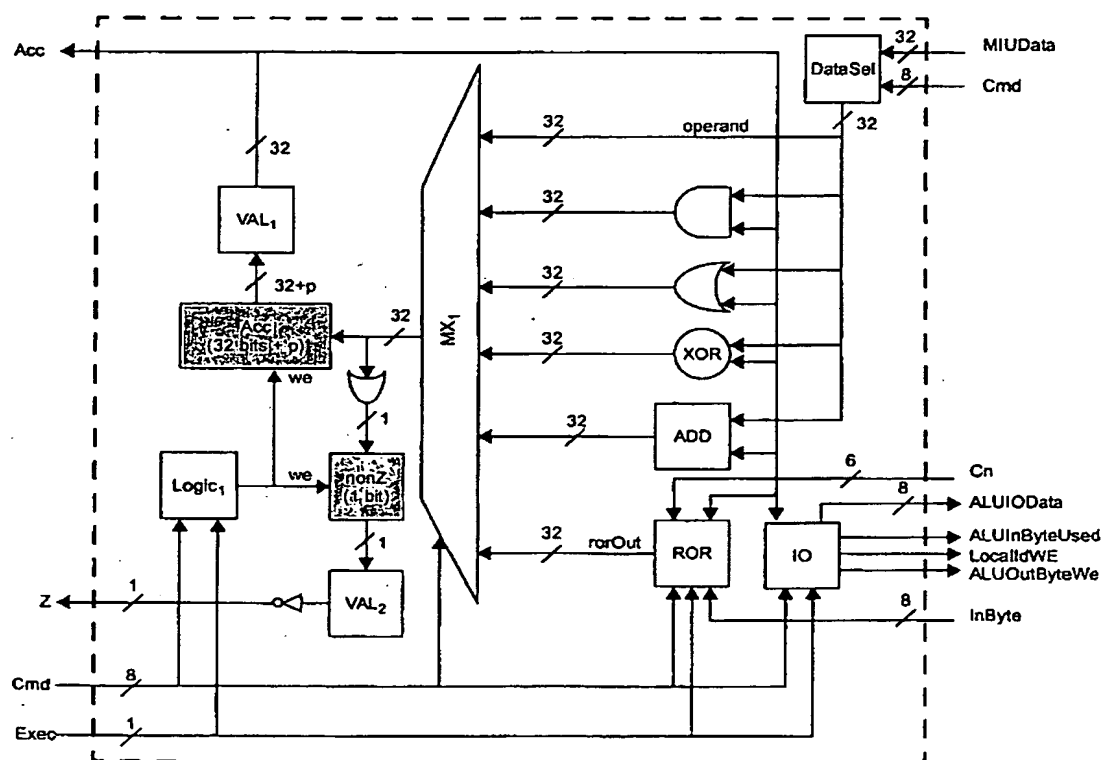 Acc
32
MIUData
DataSel
8
Cmd
32
32
operand
32
VAL₁
32
32+p
32
Acc
(32 bits[+ p)]
32
MX₁
32
XOR
we
1
32
ADD
Logic₁
we
nonZ
(1 bit)
6
Cn
8
ALUIOData
1
32
rorOut
ROR
IO
ALUInByteUsed
LocalIdWE
ALUOutByteWe
Z
1
VAL₂
8
InByte
Cmd
8
Exec
1